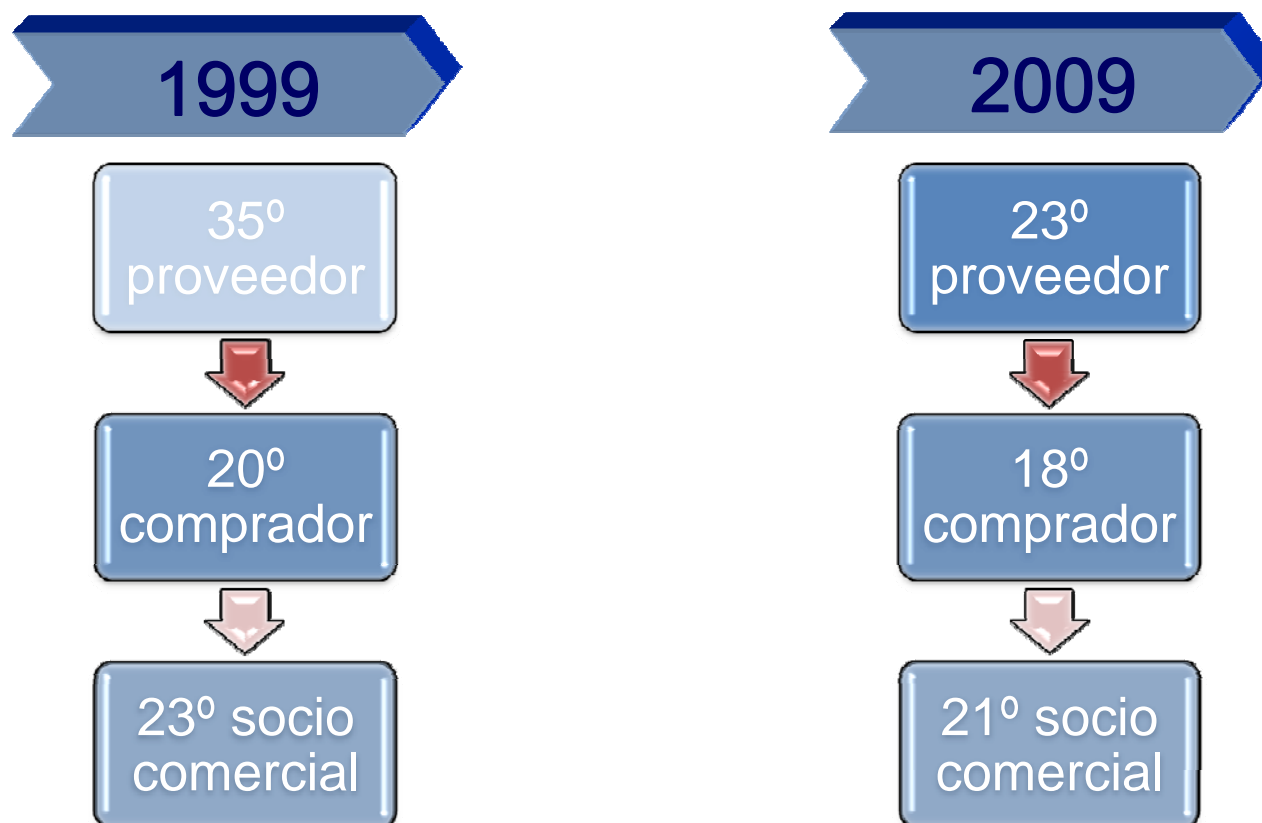 1999
35º
proveedor
20º
comprador
23º socio
comercial
2009
23º
proveedor
18º
comprador
21º socio
comercial